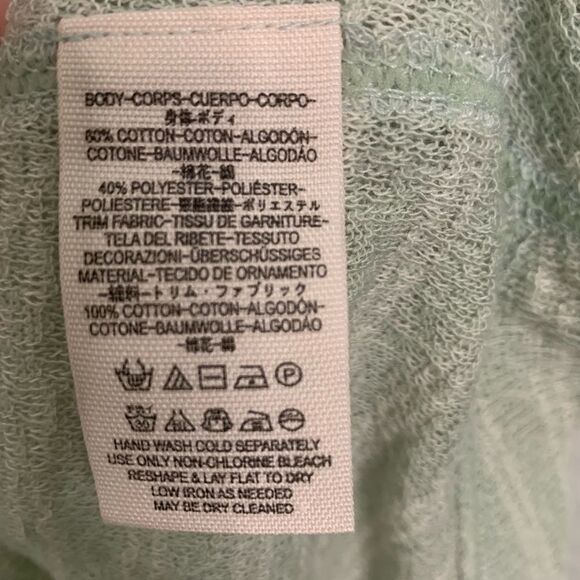 BODY-CORPS-CUERPO-CORPO-
身体-ボディ
60% COTTON-COTON-ALGODÓN-
COTONE-BAUMWOLLE-ALGODÃO
-棉花-綿
40% POLYESTER-POLIÉSTER-
POLIESTERE-聚酯纖維-ポリエステル
TRIM FABRIC-TISSU DE GARNITURE-
TELA DEL RIBETE-TESSUTO
DECORAZIONI-ÜBERSCHÜSSIGES
MATERIAL-TECIDO DE ORNAMENTO
-輔料-トリム・ファブリック
100% COTTON-COTON-ALGODÓN-
COTONE-BAUMWOLLE-ALGODÃO
-棉花-綿
HAND WASH COLD SEPARATELY
USE ONLY NON-CHLORINE BLEACH
RESHAPE & LAY FLAT TO DRY
LOW IRON AS NEEDED
MAY BE DRY CLEANED